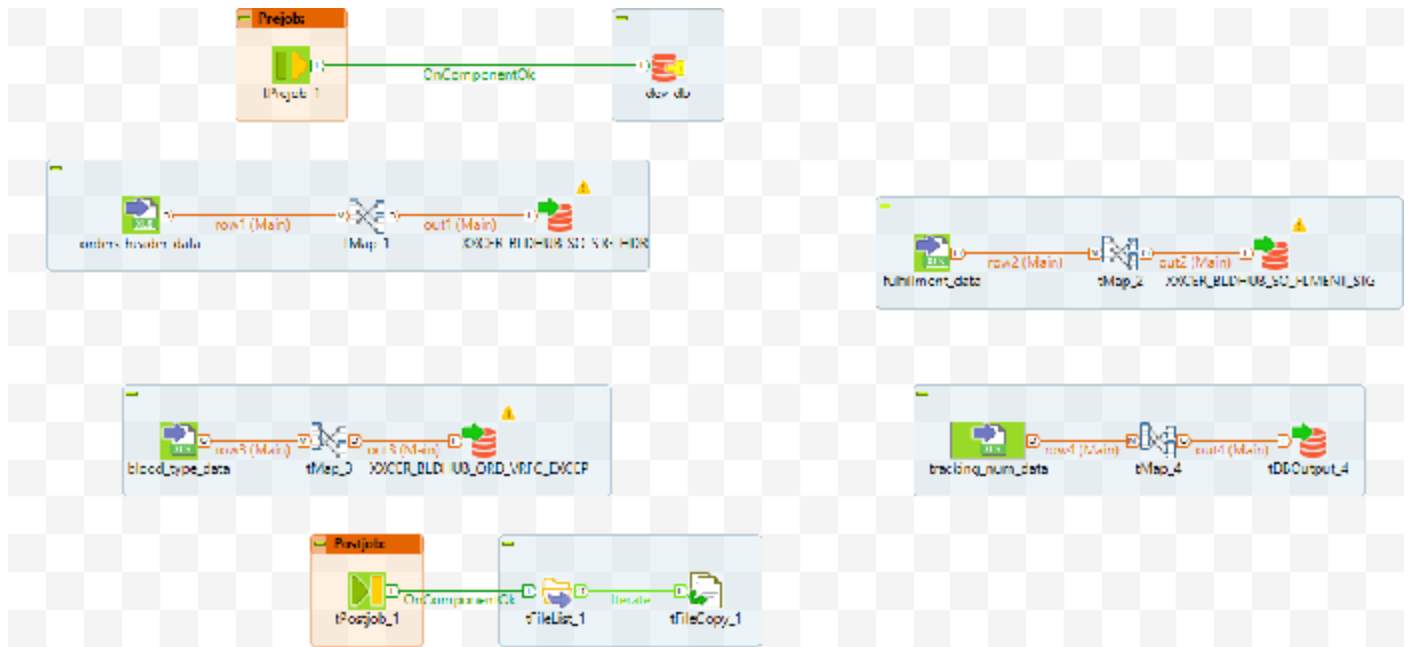 Prejob:
OnComponentOk
tPrejob_1
dev_db
row1 (Main)
out1 (Main)
orders_header_data
tMap_1
row2 (Main)
out2 (Main)
fulfillment_data
tMap_2
row3 (Main)
out3 (Main)
blood_type_data
tMap_3
row4 (Main)
out4 (Main)
tracking_num_data
tMap_4
tDBOutput_4
Postjob:
OnComponentOk
Iterate
tPostjob_1
tFileList_1
tFileCopy_1